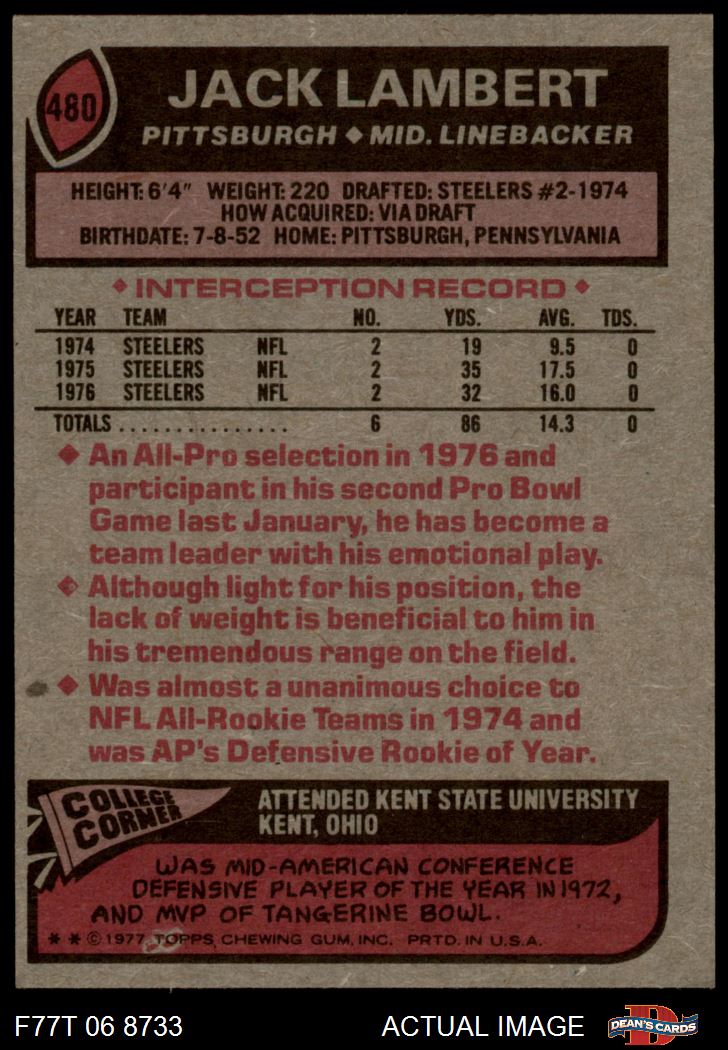 480
JACK LAMBERT
PITTSBURGH ◆ MID. LINEBACKER
HEIGHT: 6'4" WEIGHT: 220 DRAFTED: STEELERS #2-1974
HOW ACQUIRED: VIA DRAFT
BIRTHDATE: 7-8-52 HOME: PITTSBURGH, PENNSYLVANIA
◆ INTERCEPTION RECORD ◆
YEAR TEAM NO. YDS. AVG. TDS.
1974 STEELERS NFL 2 19 9.5 0
1975 STEELERS NFL 2 35 17.5 0
1976 STEELERS NFL 2 32 16.0 0
TOTALS ............... 6 86 14.3 0
◆ An All-Pro selection in 1976 and
participant in his second Pro Bowl
Game last January, he has become a
team leader with his emotional play.
◆ Although light for his position, the
lack of weight is beneficial to him in
his tremendous range on the field.
◆ Was almost a unanimous choice to
NFL All-Rookie Teams in 1974 and
was AP's Defensive Rookie of Year.
COLLEGE
CORNER
ATTENDED KENT STATE UNIVERSITY
KENT, OHIO
WAS MID-AMERICAN CONFERENCE
DEFENSIVE PLAYER OF THE YEAR IN 1972,
AND MVP OF TANGERINE BOWL.
* * © 1977 TOPPS CHEWING GUM, INC. PRTD. IN U.S.A.
F77T 06 8733 ACTUAL IMAGE
D
DEAN'S CARDS